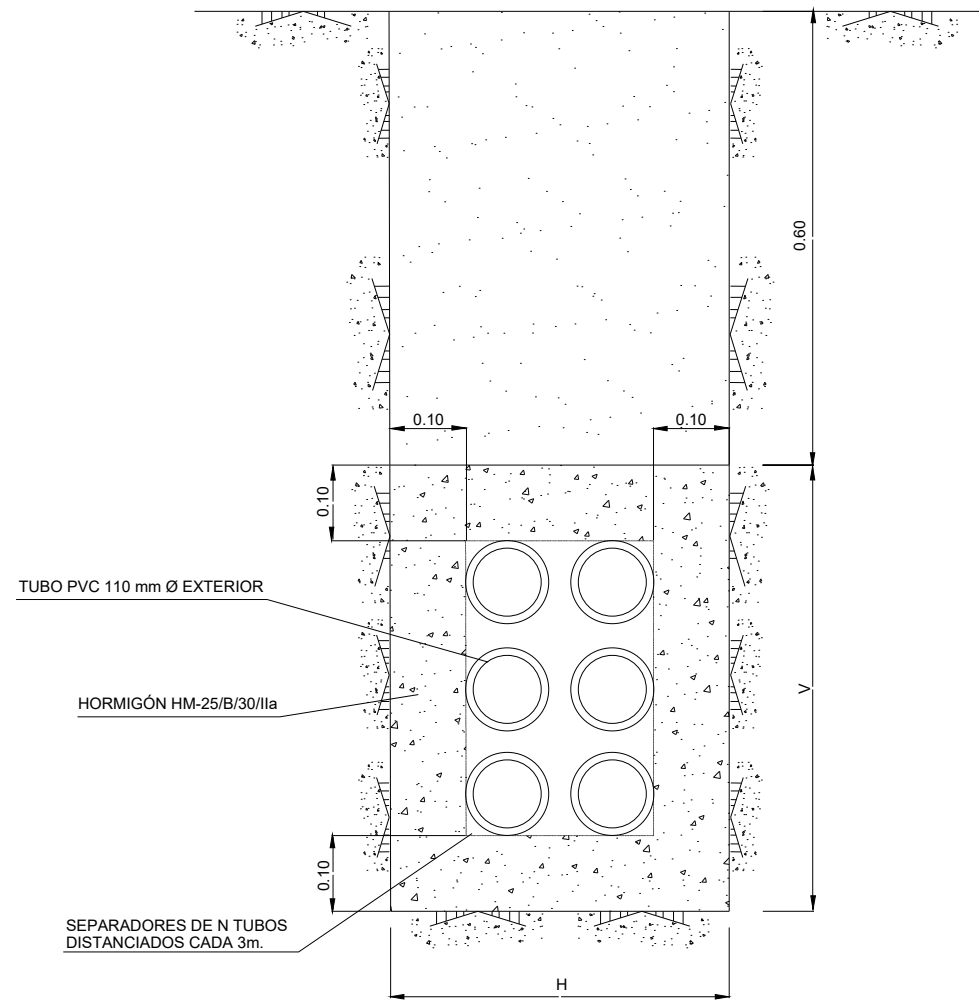 0.60
0.10
0.10
0.10
TUBO PVC 110 mm Ø EXTERIOR
HORMIGÓN HM-25/B/30/IIa
V
0.10
SEPARADORES DE N TUBOS
DISTANCIADOS CADA 3m.
H